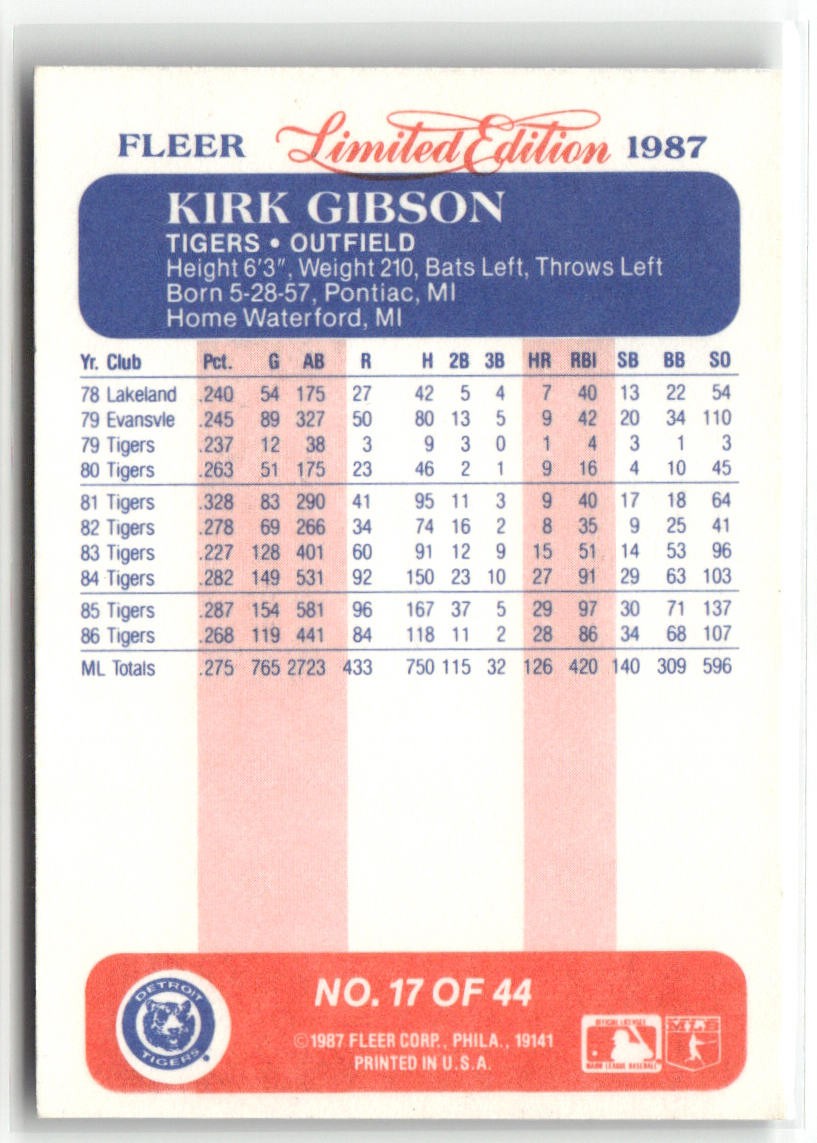 FLEER Limited Edition 1987
KIRK GIBSON
TIGERS • OUTFIELD
Height 6'3", Weight 210, Bats Left, Throws Left
Born 5-28-57, Pontiac, MI
Home Waterford, MI
Yr. Club Pct. G AB R H 2B 3B HR RBI SB BB SO
78 Lakeland .240 54 175 27 42 5 4 7 40 13 22 54
79 Evansvle .245 89 327 50 80 13 5 9 42 20 34 110
79 Tigers .237 12 38 3 9 3 0 1 4 3 1 3
80 Tigers .263 51 175 23 46 2 1 9 16 4 10 45
81 Tigers .328 83 290 41 95 11 3 9 40 17 18 64
82 Tigers .278 69 266 34 74 16 2 8 35 9 25 41
83 Tigers .227 128 401 60 91 12 9 15 51 14 53 96
84 Tigers .282 149 531 92 150 23 10 27 91 29 63 103
85 Tigers .287 154 581 96 167 37 5 29 97 30 71 137
86 Tigers .268 119 441 84 118 11 2 28 86 34 68 107
ML Totals .275 765 2723 433 750 115 32 126 420 140 309 596
DETROIT
TIGERS
NO. 17 OF 44
©1987 FLEER CORP., PHILA., 19141
PRINTED IN U.S.A.
OFFICIAL LICENSEE
MAJOR LEAGUE BASEBALL
MLB